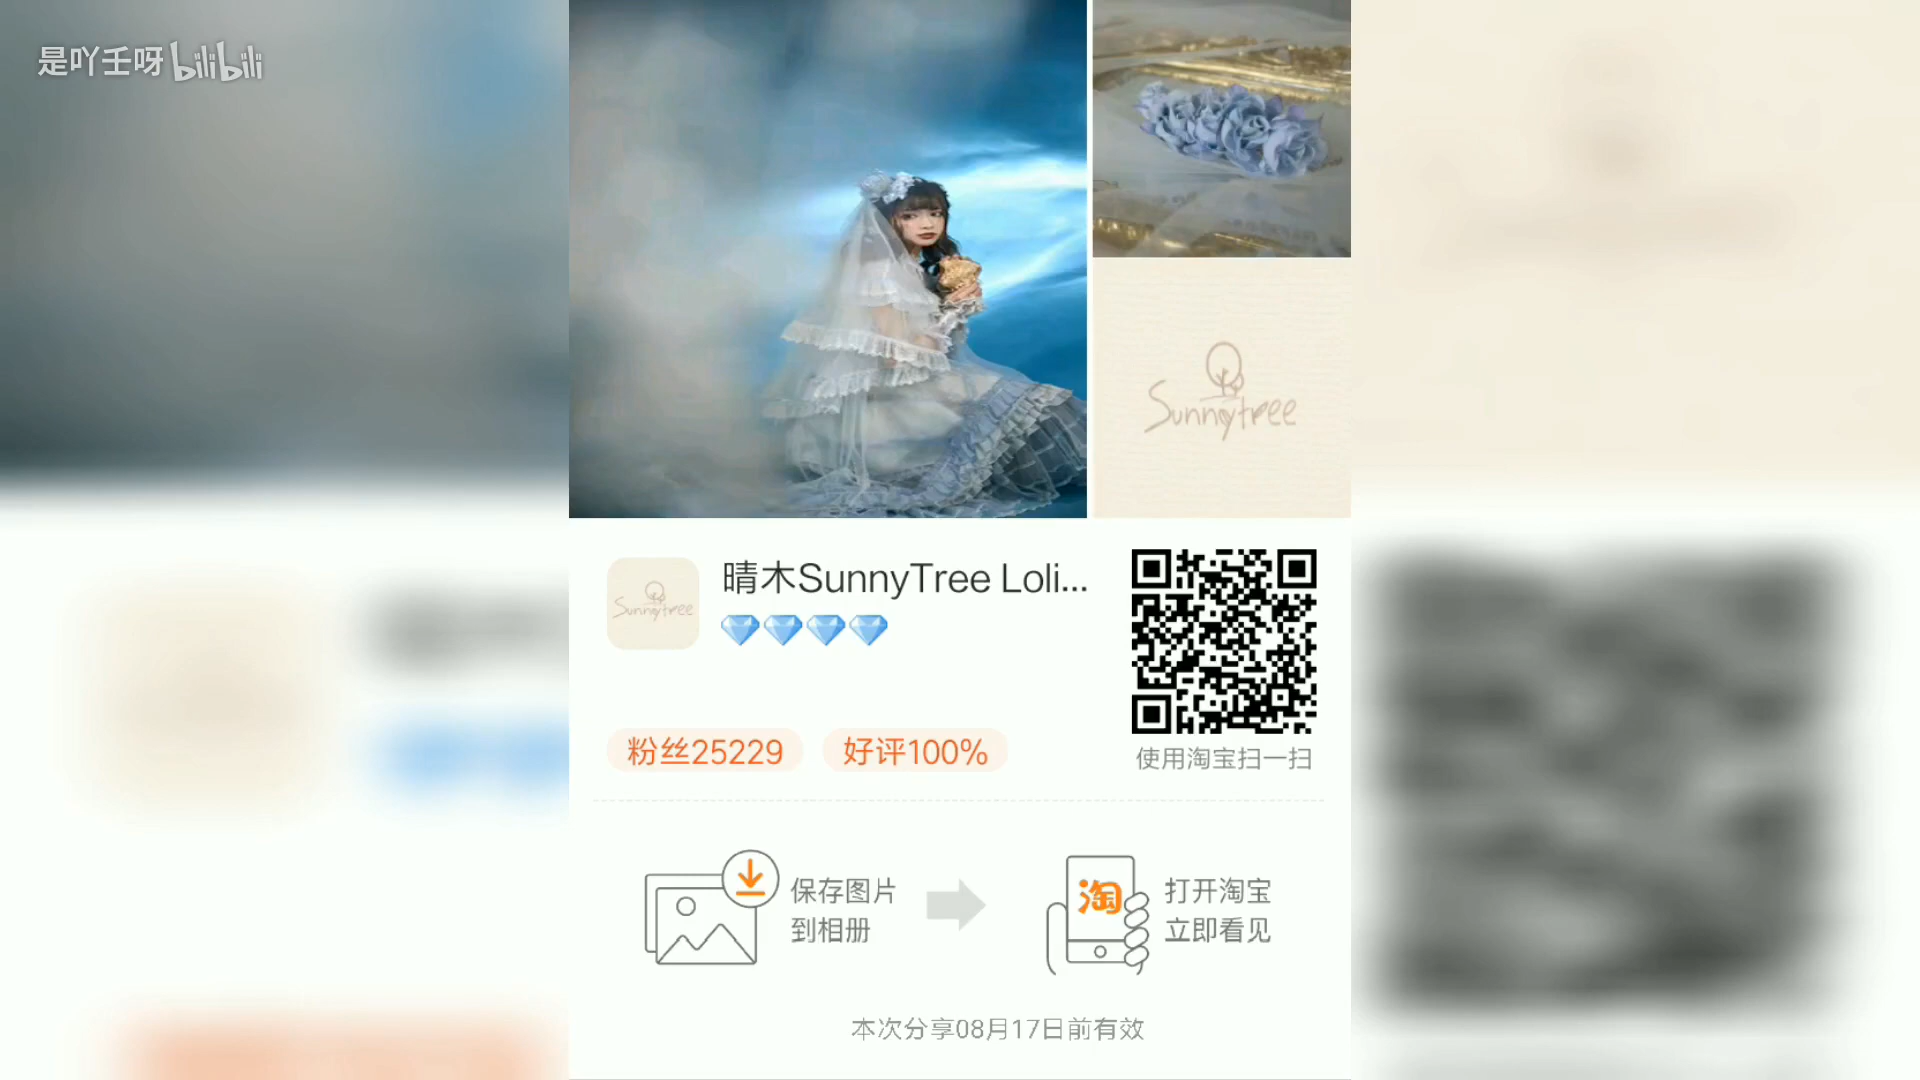 是吖壬呀 bilibili
Sunnytree
晴木SunnyTree Loli...
Sunnytree
粉丝25229
好评100%
使用淘宝扫一扫
保存图片
到相册
淘
打开淘宝
立即看见
本次分享08月17日前有效